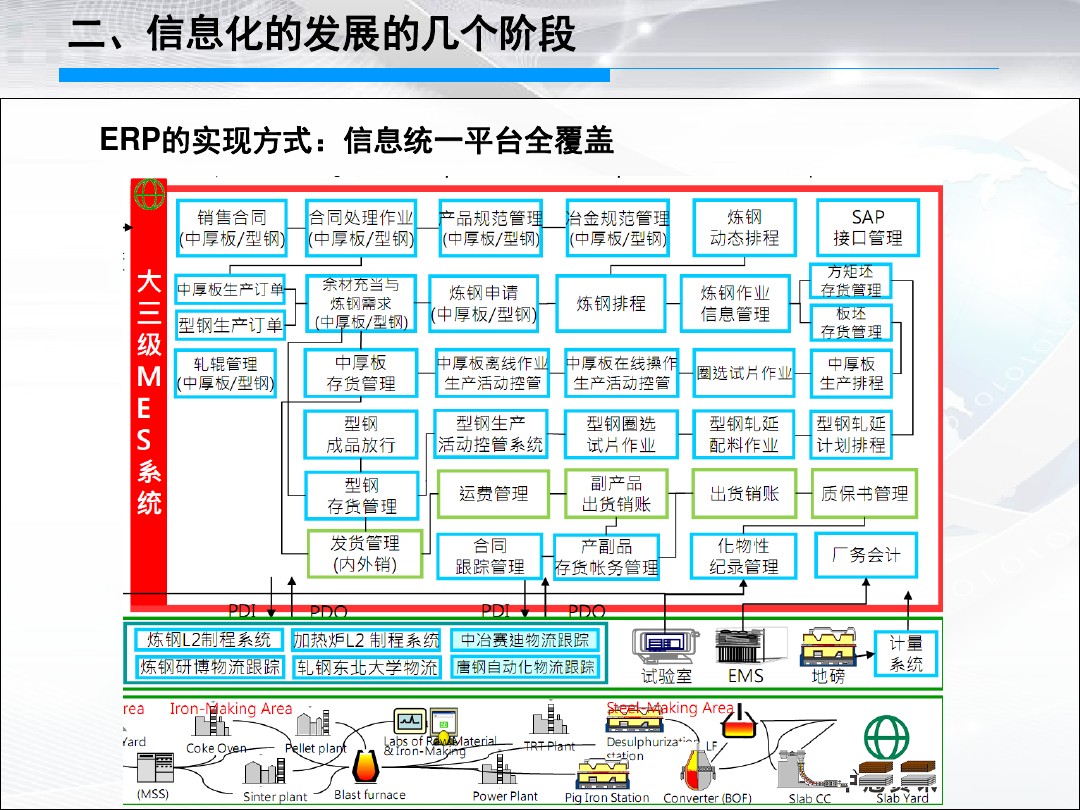 二、信息化的发展的几个阶段
ERP的实现方式：信息统一平台全覆盖
大三级MES系统
销售合同
(中厚板/型钢)
合同处理作业
(中厚板/型钢)
产品规范管理
(中厚板/型钢)
冶金规范管理
(中厚板/型钢)
炼钢
动态排程
SAP
接口管理
中厚板生产订单
型钢生产订单
余材充当与
炼钢需求
(中厚板/型钢)
炼钢申请
(中厚板/型钢)
炼钢排程
炼钢作业
信息管理
方矩坯
存货管理
板坯
存货管理
轧辊管理
(中厚板/型钢)
中厚板
存货管理
中厚板离线作业
生产活动控管
中厚板在线操作
生产活动控管
圈选试片作业
中厚板
生产排程
型钢
成品放行
型钢生产
活动控管系统
型钢圈选
试片作业
型钢轧延
配料作业
型钢轧延
计划排程
型钢
存货管理
运费管理
副产品
出货销账
出货销账
质保书管理
发货管理
(内外销)
合同
跟踪管理
产副品
存货帐务管理
化物性
纪录管理
厂务会计
PDI
PDO
PDI
PDO
炼钢L2制程系统
加热炉L2 制程系统
中冶赛迪物流跟踪
炼钢研博物流跟踪
轧钢东北大学物流
唐钢自动化物流跟踪
试验室
EMS
地磅
计量
系统
rea
Iron-Making Area
Steel-Making Area
Yard
Coke Oven
Pellet plant
Labs of Raw Material
& Iron-Making
TRT Plant
Desulphurization
station
LF
(MSS)
Sinter plant
Blast furnace
Power Plant
Pig Iron Station
Converter (BOF)
Slab CC
Slab Yard